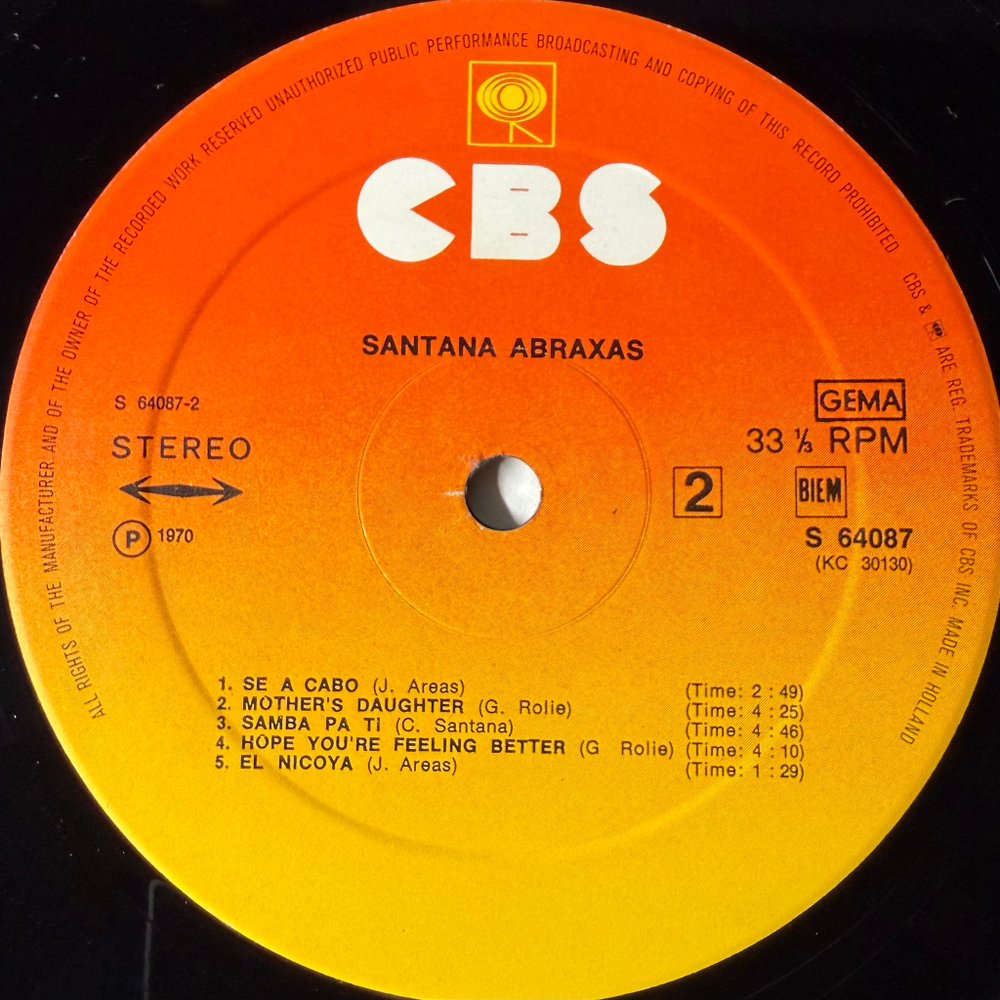 ALL RIGHTS OF THE MANUFACTURER AND OF THE OWNER OF THE RECORDED WORK RESERVED UNAUTHORIZED PUBLIC PERFORMANCE BROADCASTING AND COPYING OF THIS RECORD PROHIBITED CBS & ARE REG. TRADEMARKS OF CBS INC. MADE IN HOLLAND
CBS
SANTANA ABRAXAS
S 64087-2
STEREO
Ⓟ 1970
GEMA
33 ⅓ RPM
2 BIEM
S 64087
(KC 30130)
1. SE A CABO (J. Areas) (Time: 2 : 49)
2. MOTHER'S DAUGHTER (G. Rolie) (Time: 4 : 25)
3. SAMBA PA TI (C. Santana) (Time: 4 : 46)
4. HOPE YOU'RE FEELING BETTER (G Rolie) (Time: 4 : 10)
5. EL NICOYA (J. Areas) (Time: 1 : 29)